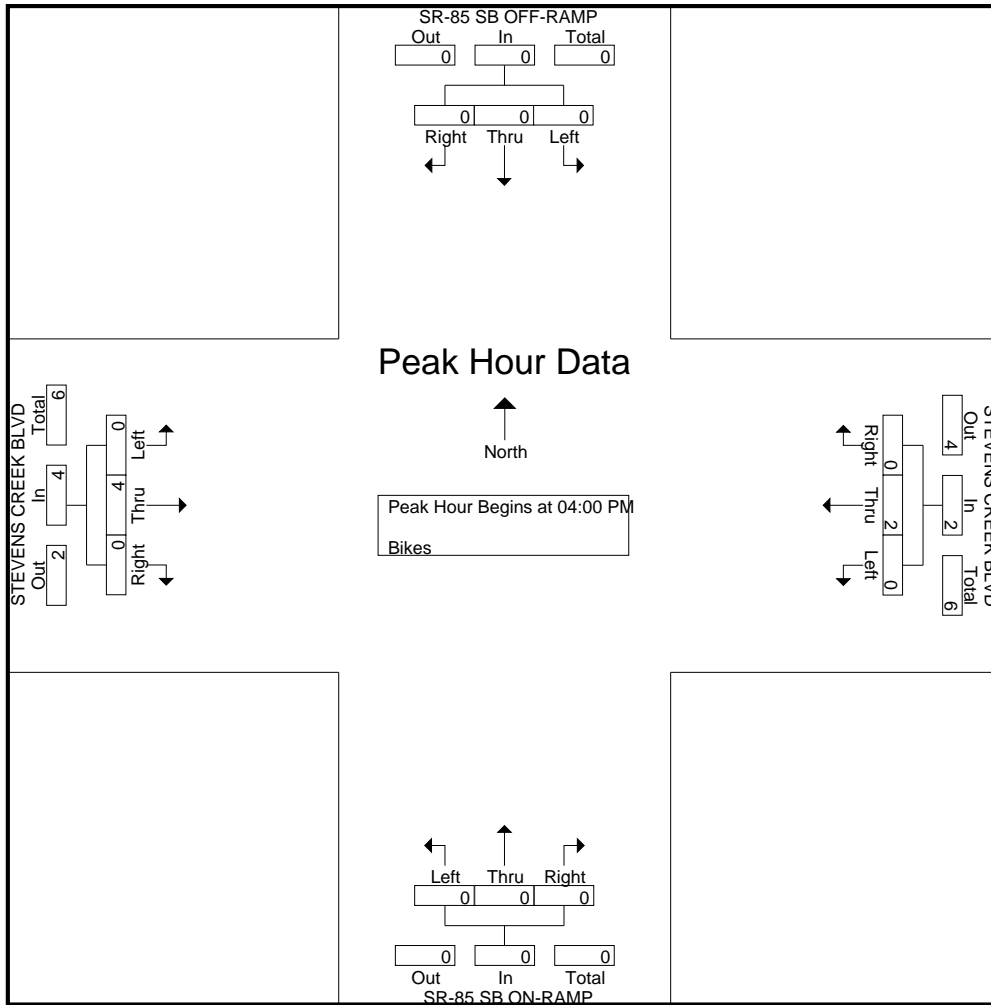 SR-85 SB OFF-RAMP
Out In Total
0 0 0
0 0 0
Right Thru Left
Peak Hour Data
North
Peak Hour Begins at 04:00 PM
Bikes
STEVENS CREEK BLVD
Out In Total
2 4 6
0 4 0
Left Thru Right
STEVENS CREEK BLVD
Out In Total
4 2 6
0 2 0
Right Thru Left
Left Thru Right
0 0 0
0 0 0
Out In Total
SR-85 SB ON-RAMP